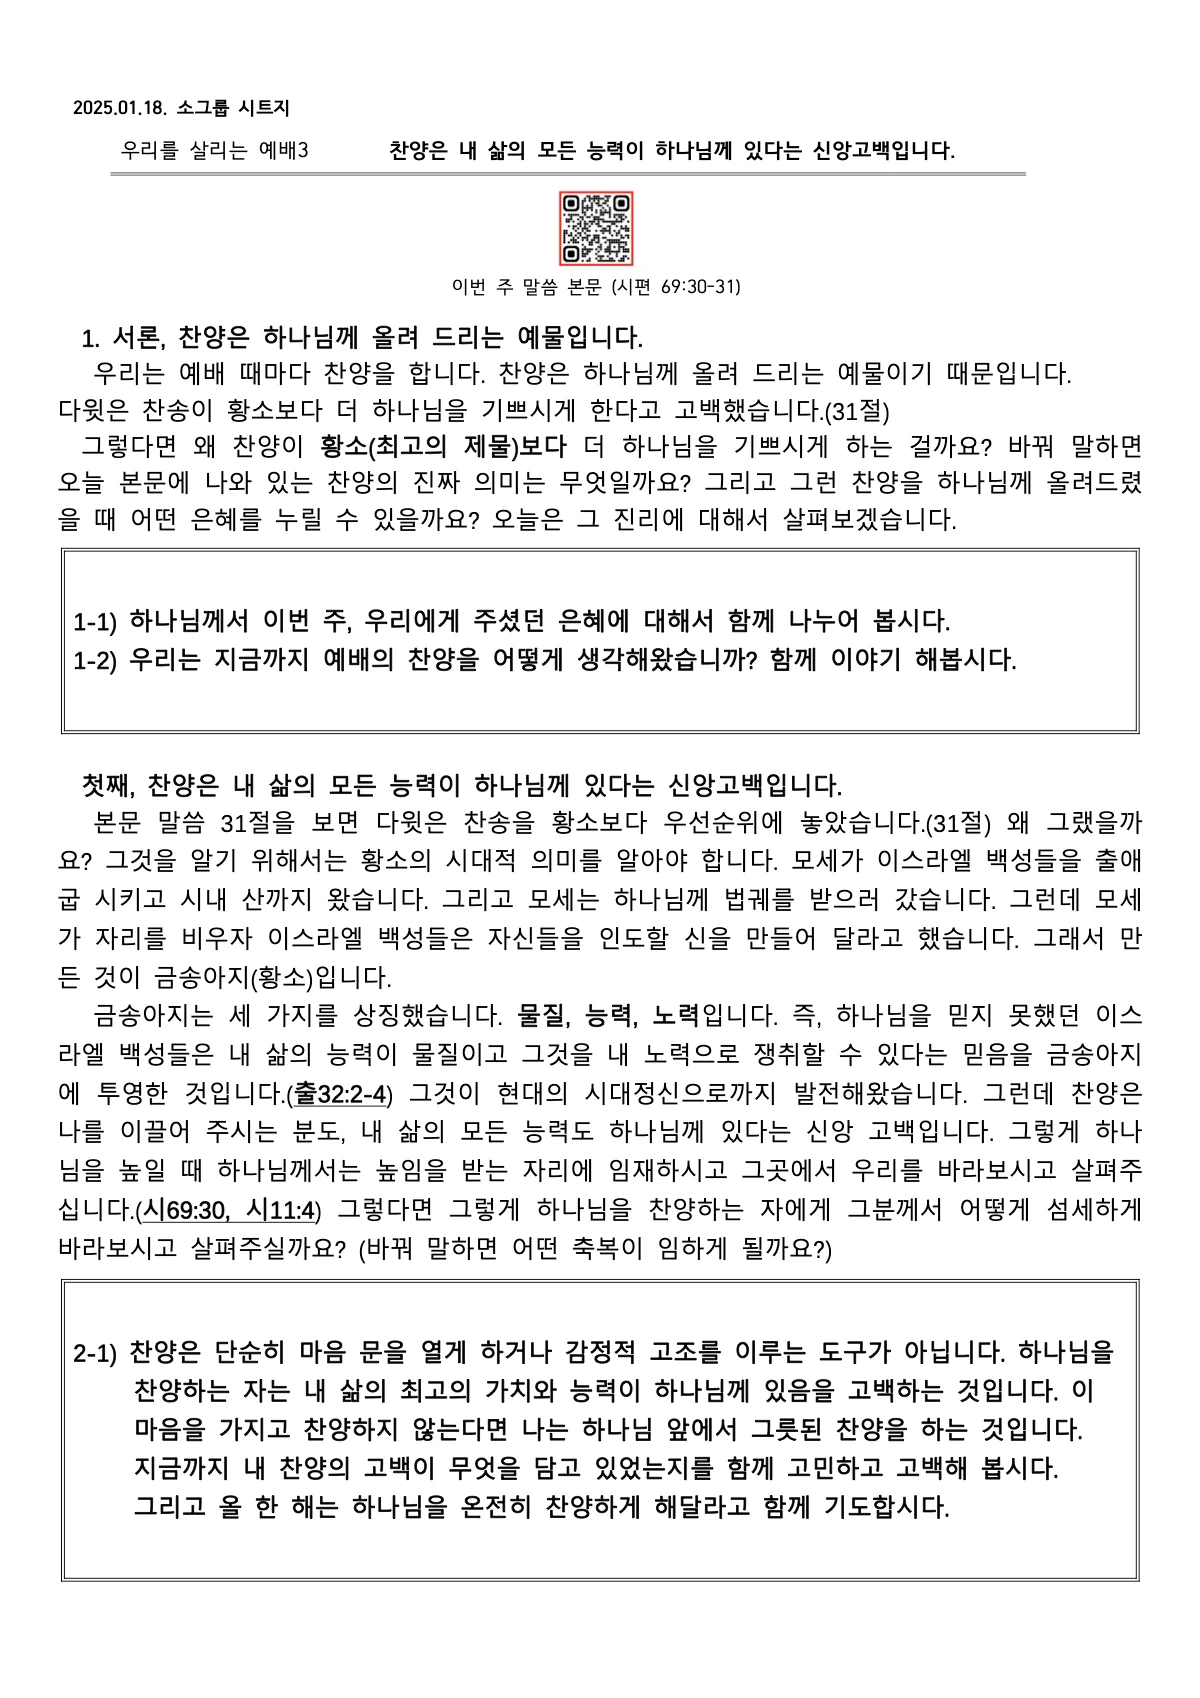 2025.01.18. 소그룹 시트지
우리를 살리는 예배3 찬양은 내 삶의 모든 능력이 하나님께 있다는 신앙고백입니다.
이번 주 말씀 본문 (시편 69:30-31)
1. 서론, 찬양은 하나님께 올려 드리는 예물입니다.
우리는 예배 때마다 찬양을 합니다. 찬양은 하나님께 올려 드리는 예물이기 때문입니다.
다윗은 찬송이 황소보다 더 하나님을 기쁘시게 한다고 고백했습니다.(31절)
그렇다면 왜 찬양이 황소(최고의 제물)보다 더 하나님을 기쁘시게 하는 걸까요? 바꿔 말하면
오늘 본문에 나와 있는 찬양의 진짜 의미는 무엇일까요? 그리고 그런 찬양을 하나님께 올려드렸
을 때 어떤 은혜를 누릴 수 있을까요? 오늘은 그 진리에 대해서 살펴보겠습니다.
1-1) 하나님께서 이번 주, 우리에게 주셨던 은혜에 대해서 함께 나누어 봅시다.
1-2) 우리는 지금까지 예배의 찬양을 어떻게 생각해왔습니까? 함께 이야기 해봅시다.
첫째, 찬양은 내 삶의 모든 능력이 하나님께 있다는 신앙고백입니다.
본문 말씀 31절을 보면 다윗은 찬송을 황소보다 우선순위에 놓았습니다.(31절) 왜 그랬을까
요? 그것을 알기 위해서는 황소의 시대적 의미를 알아야 합니다. 모세가 이스라엘 백성들을 출애
굽 시키고 시내 산까지 왔습니다. 그리고 모세는 하나님께 법궤를 받으러 갔습니다. 그런데 모세
가 자리를 비우자 이스라엘 백성들은 자신들을 인도할 신을 만들어 달라고 했습니다. 그래서 만
든 것이 금송아지(황소)입니다.
금송아지는 세 가지를 상징했습니다. 물질, 능력, 노력입니다. 즉, 하나님을 믿지 못했던 이스
라엘 백성들은 내 삶의 능력이 물질이고 그것을 내 노력으로 쟁취할 수 있다는 믿음을 금송아지
에 투영한 것입니다.(출32:2-4) 그것이 현대의 시대정신으로까지 발전해왔습니다. 그런데 찬양은
나를 이끌어 주시는 분도, 내 삶의 모든 능력도 하나님께 있다는 신앙 고백입니다. 그렇게 하나
님을 높일 때 하나님께서는 높임을 받는 자리에 임재하시고 그곳에서 우리를 바라보시고 살펴주
십니다.(시69:30, 시11:4) 그렇다면 그렇게 하나님을 찬양하는 자에게 그분께서 어떻게 섬세하게
바라보시고 살펴주실까요? (바꿔 말하면 어떤 축복이 임하게 될까요?)
2-1) 찬양은 단순히 마음 문을 열게 하거나 감정적 고조를 이루는 도구가 아닙니다. 하나님을
찬양하는 자는 내 삶의 최고의 가치와 능력이 하나님께 있음을 고백하는 것입니다. 이
마음을 가지고 찬양하지 않는다면 나는 하나님 앞에서 그릇된 찬양을 하는 것입니다.
지금까지 내 찬양의 고백이 무엇을 담고 있었는지를 함께 고민하고 고백해 봅시다.
그리고 올 한 해는 하나님을 온전히 찬양하게 해달라고 함께 기도합시다.